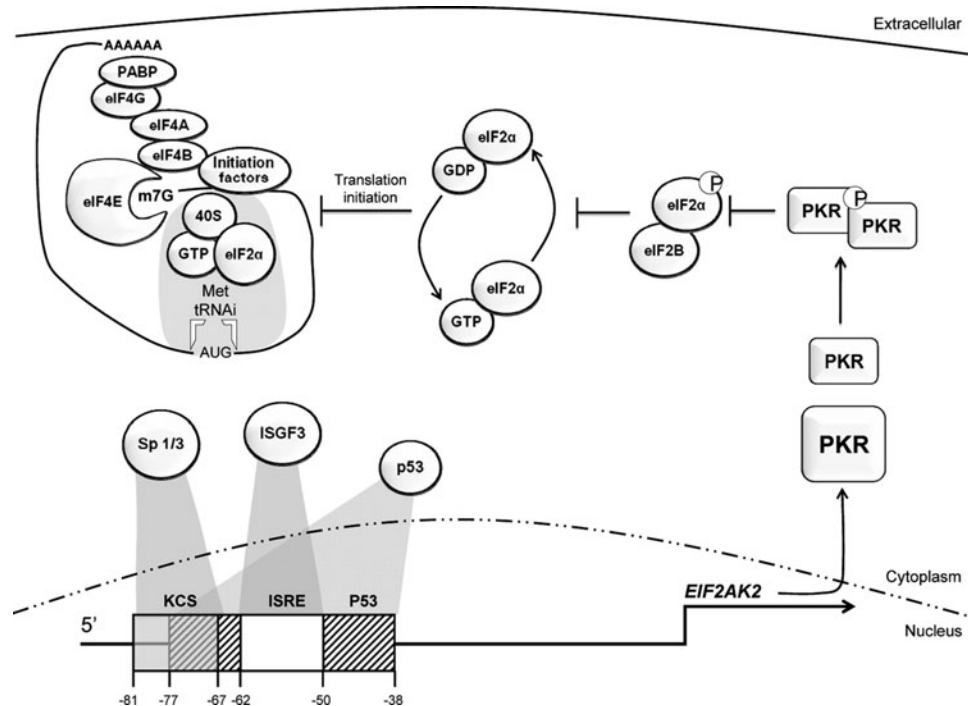 Extracellular
AAAAAA
PABP
eIF4G
eIF4A
eIF4B
Initiation
factors
eIF4E
m7G
40S
GTP
eIF2α
Met
tRNAi
AUG
Translation
initiation
eIF2α
GDP
eIF2α
GTP
P
eIF2α
eIF2B
P
PKR
PKR
PKR
PKR
Sp 1/3
ISGF3
p53
Cytoplasm
Nucleus
KCS
ISRE
P53
EIF2AK2
5’
-81
-77
-67
-62
-50
-38